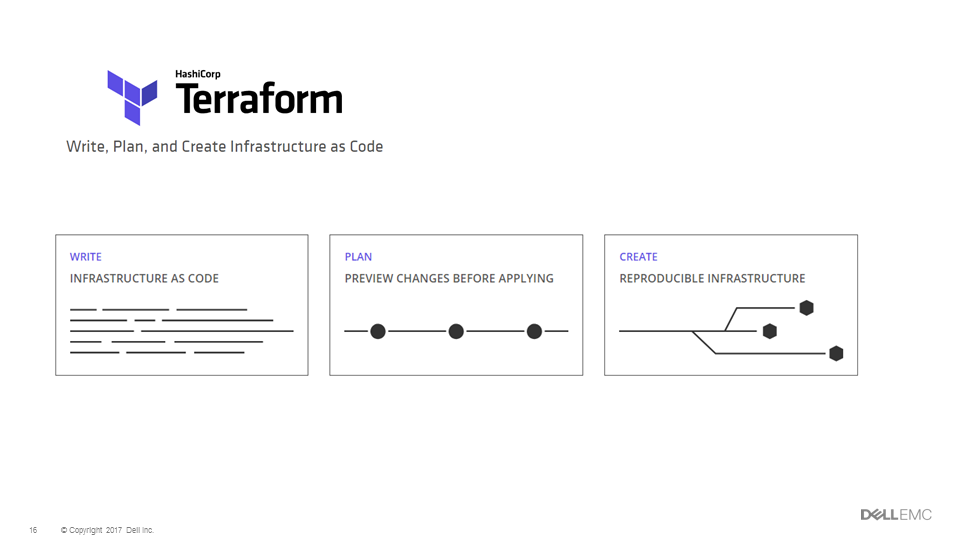 HashiCorp
Terraform
Write, Plan, and Create Infrastructure as Code
WRITE
INFRASTRUCTURE AS CODE
PLAN
PREVIEW CHANGES BEFORE APPLYING
CREATE
REPRODUCIBLE INFRASTRUCTURE
16 © Copyright 2017 Dell Inc.
DELLEMC